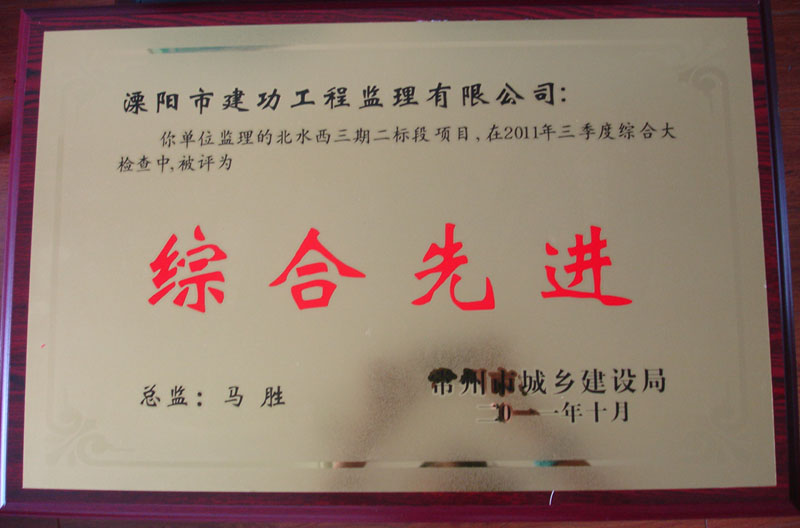 溧阳市建功工程监理有限公司:
你单位监理的北水西三期二标段项目,在2011年三季度综合大
检查中,被评为
综合先进
总监:马胜
常州市城乡建设局
二0一一年十月